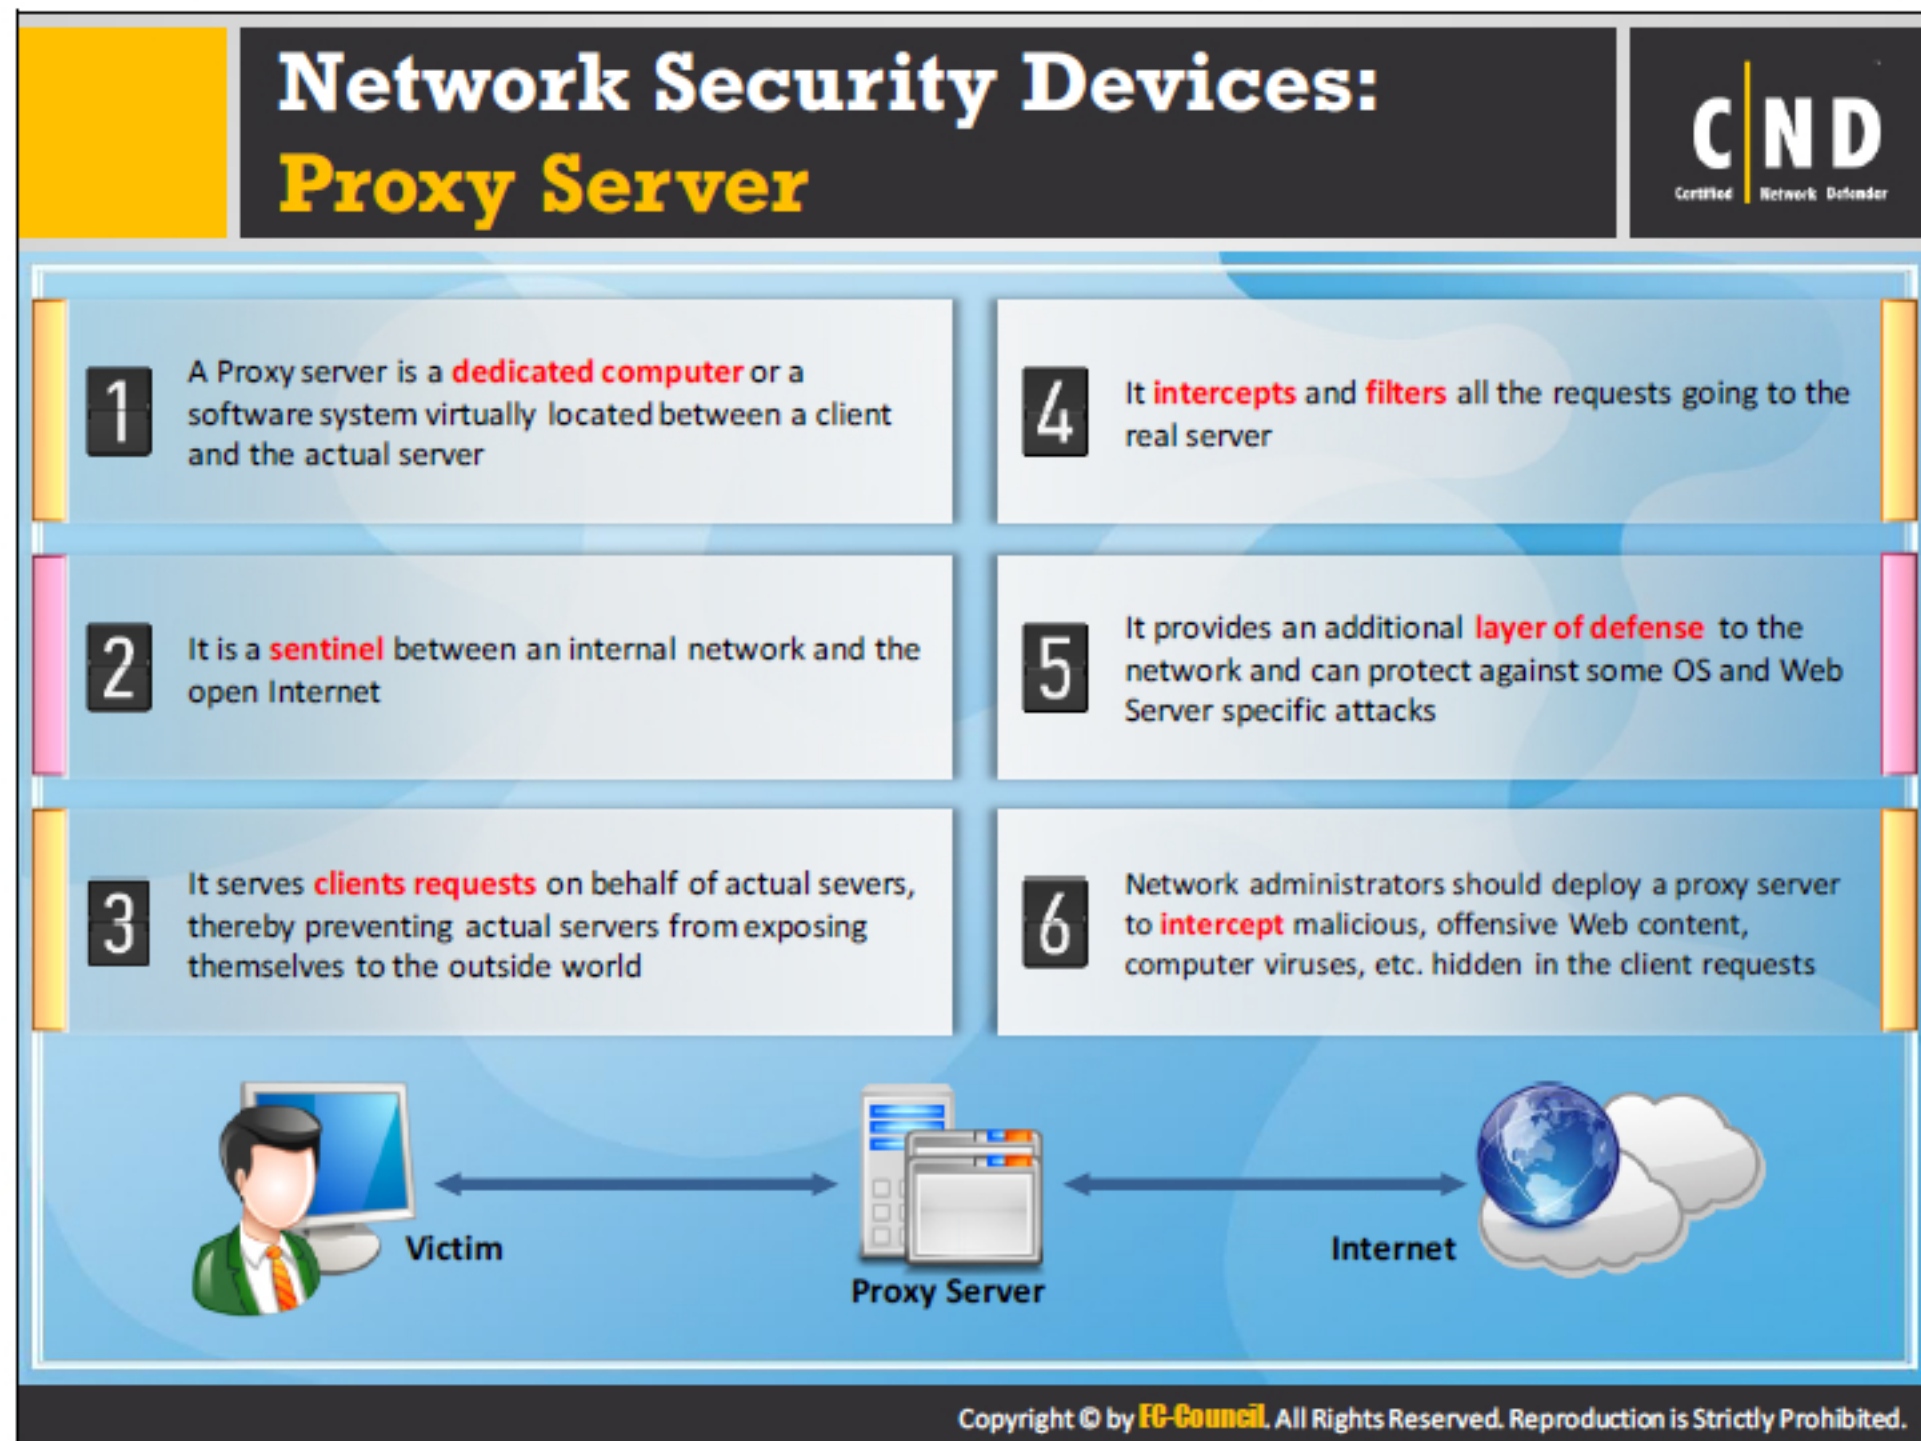 Network Security Devices:
Proxy Server
C|ND
Certified Network Defender
1
A Proxy server is a dedicated computer or a
software system virtually located between a client
and the actual server
2
It is a sentinel between an internal network and the
open Internet
3
It serves clients requests on behalf of actual severs,
thereby preventing actual servers from exposing
themselves to the outside world
4
It intercepts and filters all the requests going to the
real server
5
It provides an additional layer of defense to the
network and can protect against some OS and Web
Server specific attacks
6
Network administrators should deploy a proxy server
to intercept malicious, offensive Web content,
computer viruses, etc. hidden in the client requests
Victim
Proxy Server
Internet
Copyright © by EC-Council. All Rights Reserved. Reproduction is Strictly Prohibited.